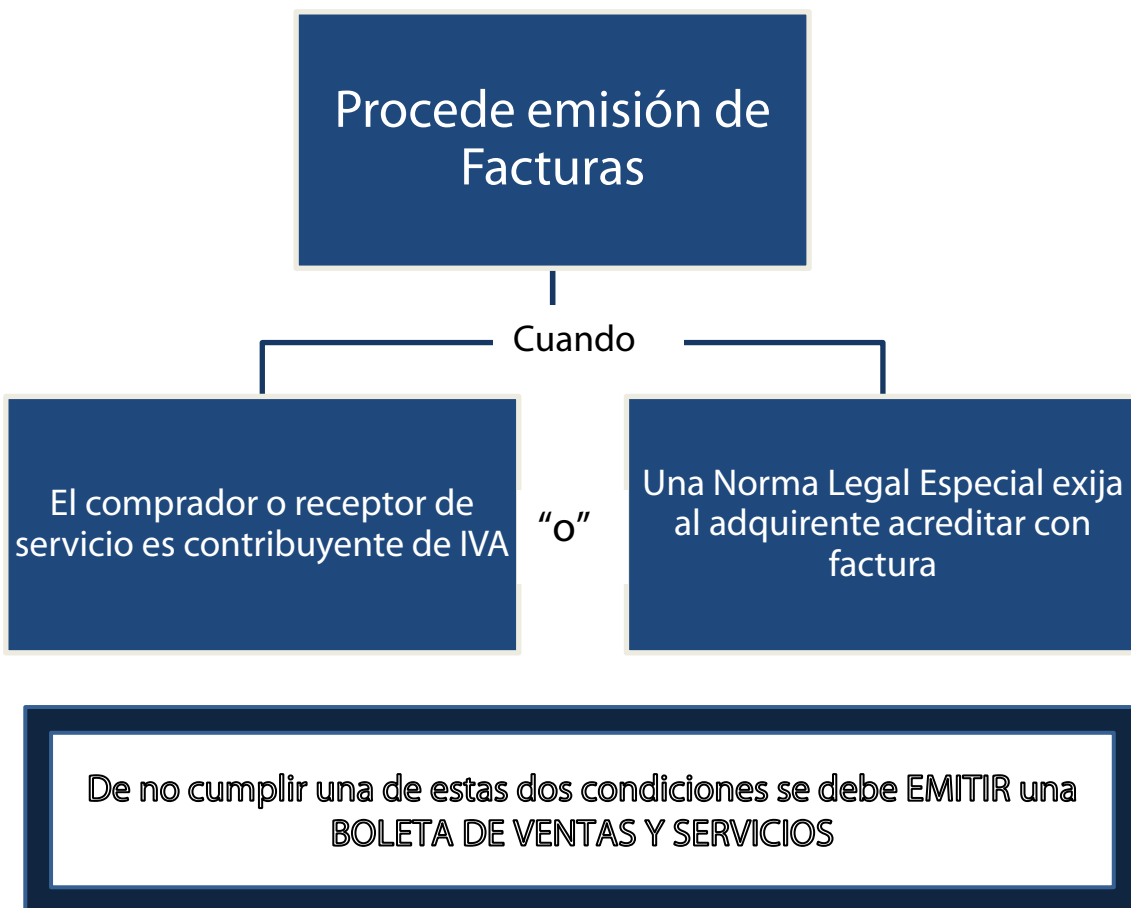 Procede emisión de
Facturas
Cuando
El comprador o receptor de
servicio es contribuyente de IVA
“o”
Una Norma Legal Especial exija
al adquirente acreditar con
factura
De no cumplir una de estas dos condiciones se debe EMITIR una
BOLETA DE VENTAS Y SERVICIOS